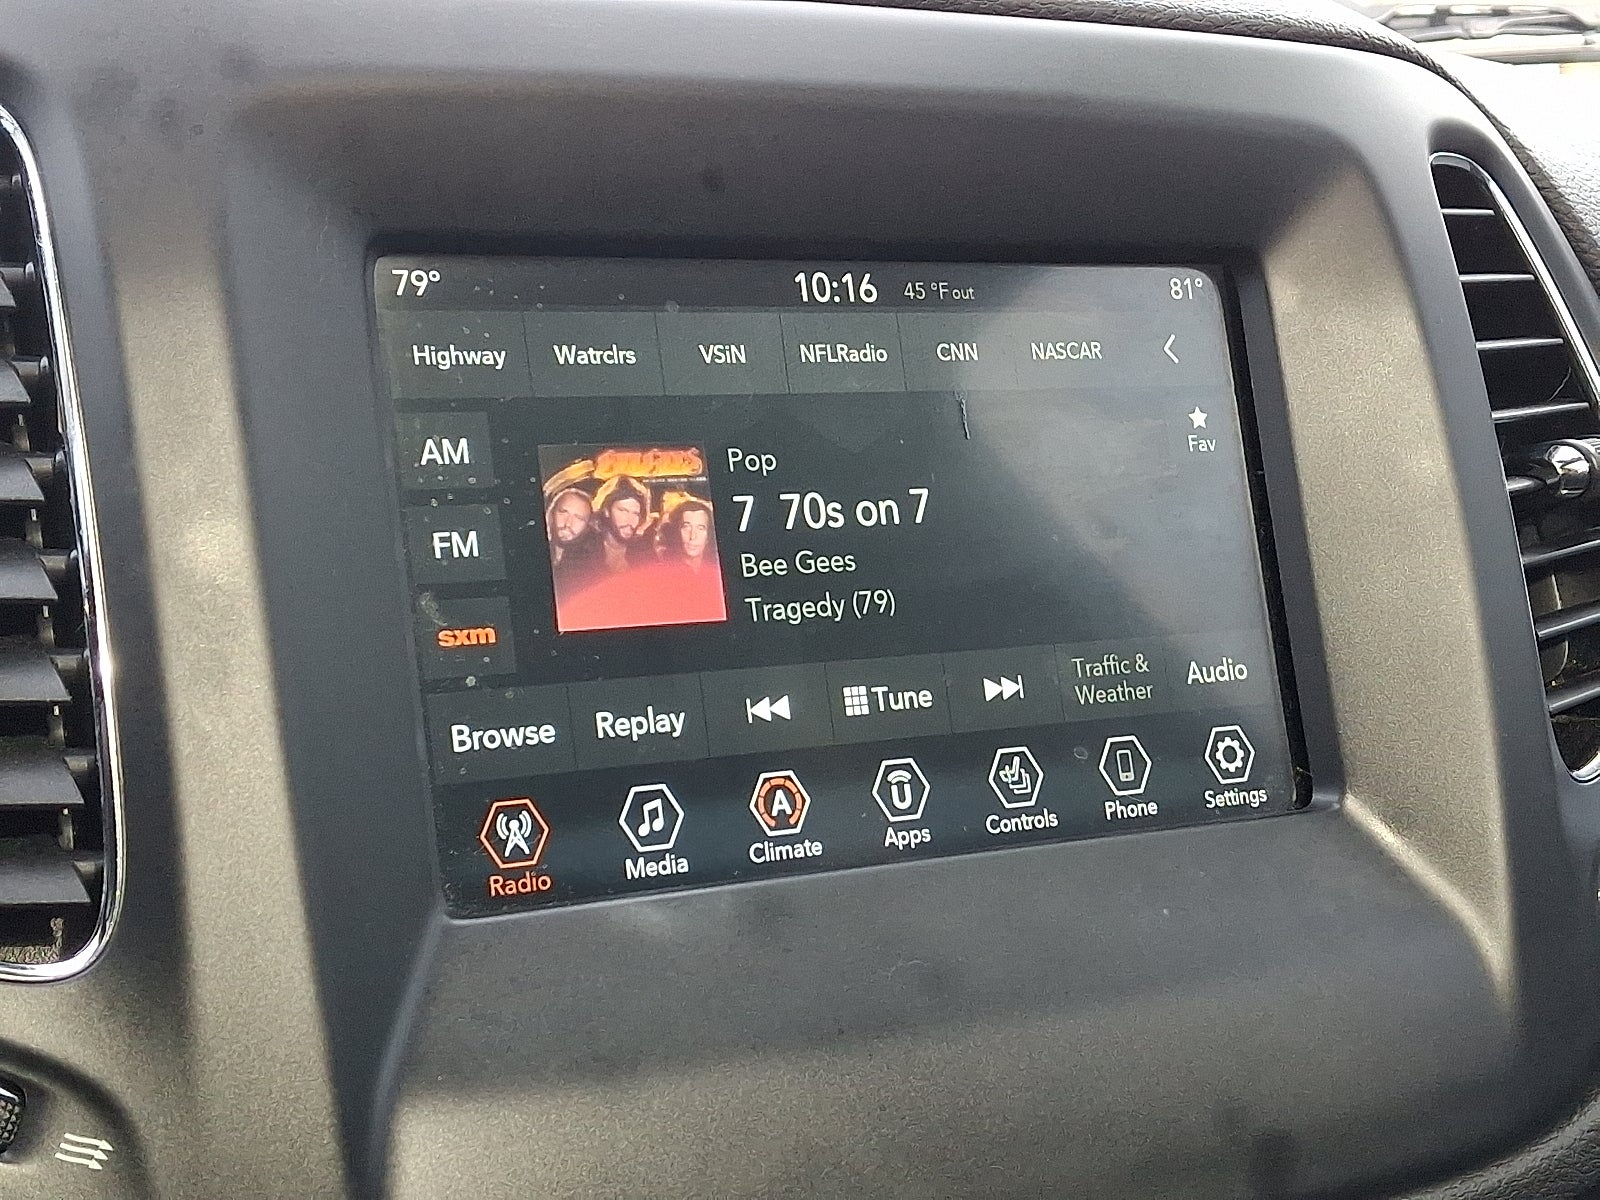 79° 10:16 45 °F out 81°
Highway Watrclrs VSiN NFLRadio CNN NASCAR
Fav
AM
FM
sxm
BEE GEES
Pop
7 70s on 7
Bee Gees
Tragedy (79)
Browse Replay Tune Traffic & Weather Audio
Radio Media A Climate U Apps Controls Phone Settings